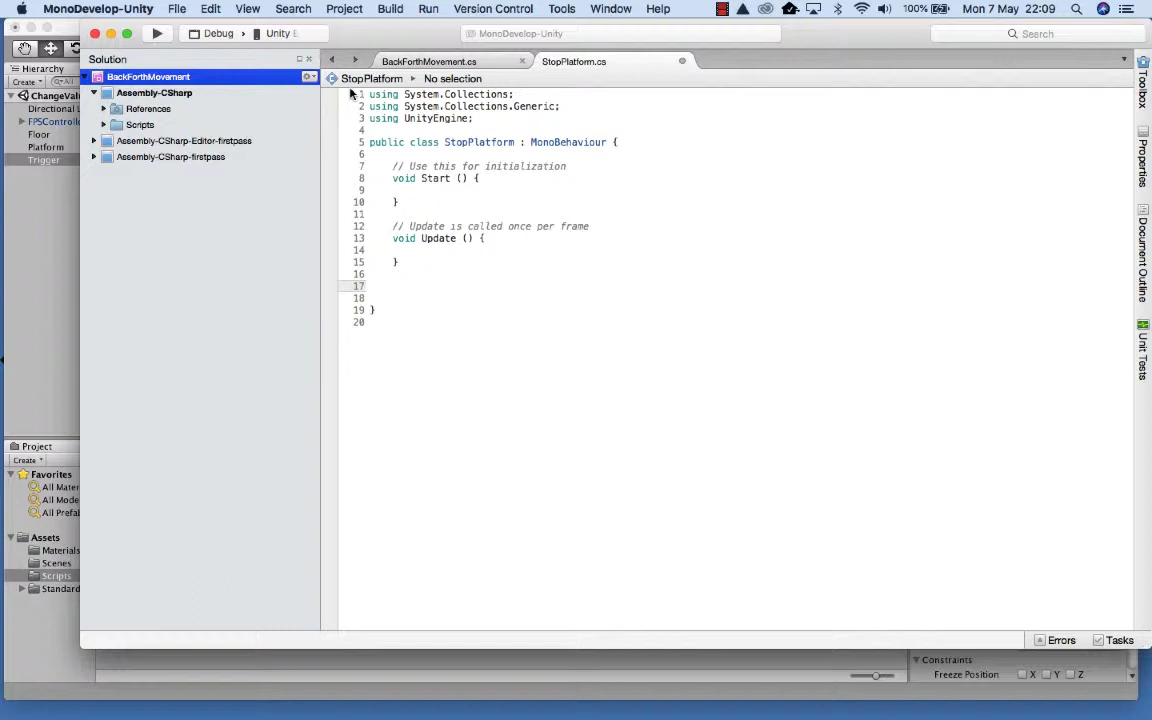 MonoDevelop-Unity File Edit View Search Project Build Run Version Control Tools Window Help 100% Mon 7 May 22:09
Debug Unity E MonoDevelop-Unity Search
Solution
BackForthMovement
Assembly-CSharp
References
Scripts
Assembly-CSharp-Editor-firstpass
Assembly-CSharp-firstpass
BackForthMovement.cs StopPlatform.cs
StopPlatform No selection
1 using System.Collections;
2 using System.Collections.Generic;
3 using UnityEngine;
4
5 public class StopPlatform : MonoBehaviour {
6
7 // Use this for initialization
8 void Start () {
9
10 }
11
12 // Update is called once per frame
13 void Update () {
14
15 }
16
17
18
19 }
20
Toolbox
Properties
Document Outline
Unit Tests
Errors Tasks
Hierarchy
Create All
ChangeVal
Directional
FPSControlle
Floor
Platform
Trigger
Project
Create
Favorites
All Mater
All Mode
All Prefa
Assets
Materials
Scenes
Scripts
Standard
Constraints
Freeze Position X Y Z